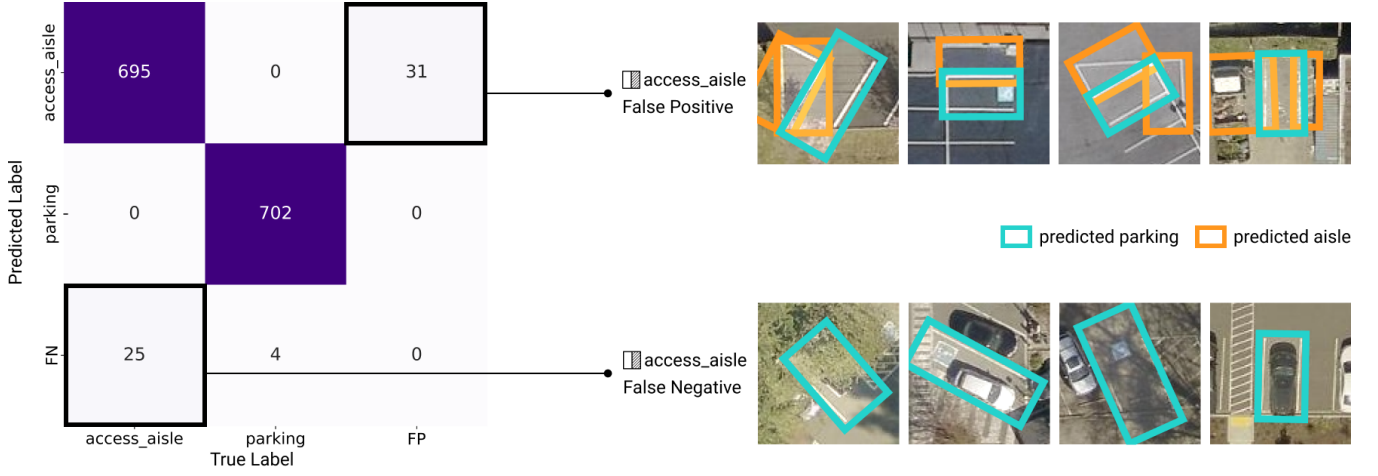 access_aisle
695
0
31
access_aisle
False Positive
Predicted Label
parking
0
702
0
predicted parking
predicted aisle
FN
25
4
0
access_aisle
False Negative
access_aisle
parking
FP
True Label